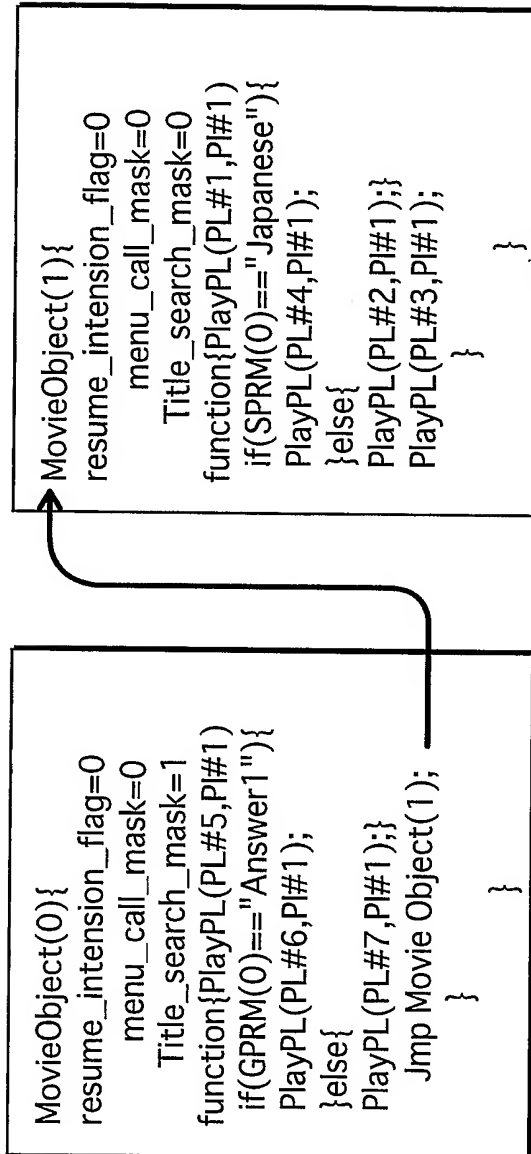 MovieObject(0){
resume_intension_flag=0
menu_call_mask=0
Title_search_mask=1
function{PlayPL(PL#5,PI#1)
if(GPRM(0)=="Answer1"){
PlayPL(PL#6,PI#1);
}else{
PlayPL(PL#7,PI#1);}
Jmp Movie Object(1);
}
}
MovieObject(1){
resume_intension_flag=0
menu_call_mask=0
Title_search_mask=0
function{PlayPL(PL#1,PI#1)
if(SPRM(0)=="Japanese"){
PlayPL(PL#4,PI#1);
}else{
PlayPL(PL#2,PI#1);}
PlayPL(PL#3,PI#1);
}
}